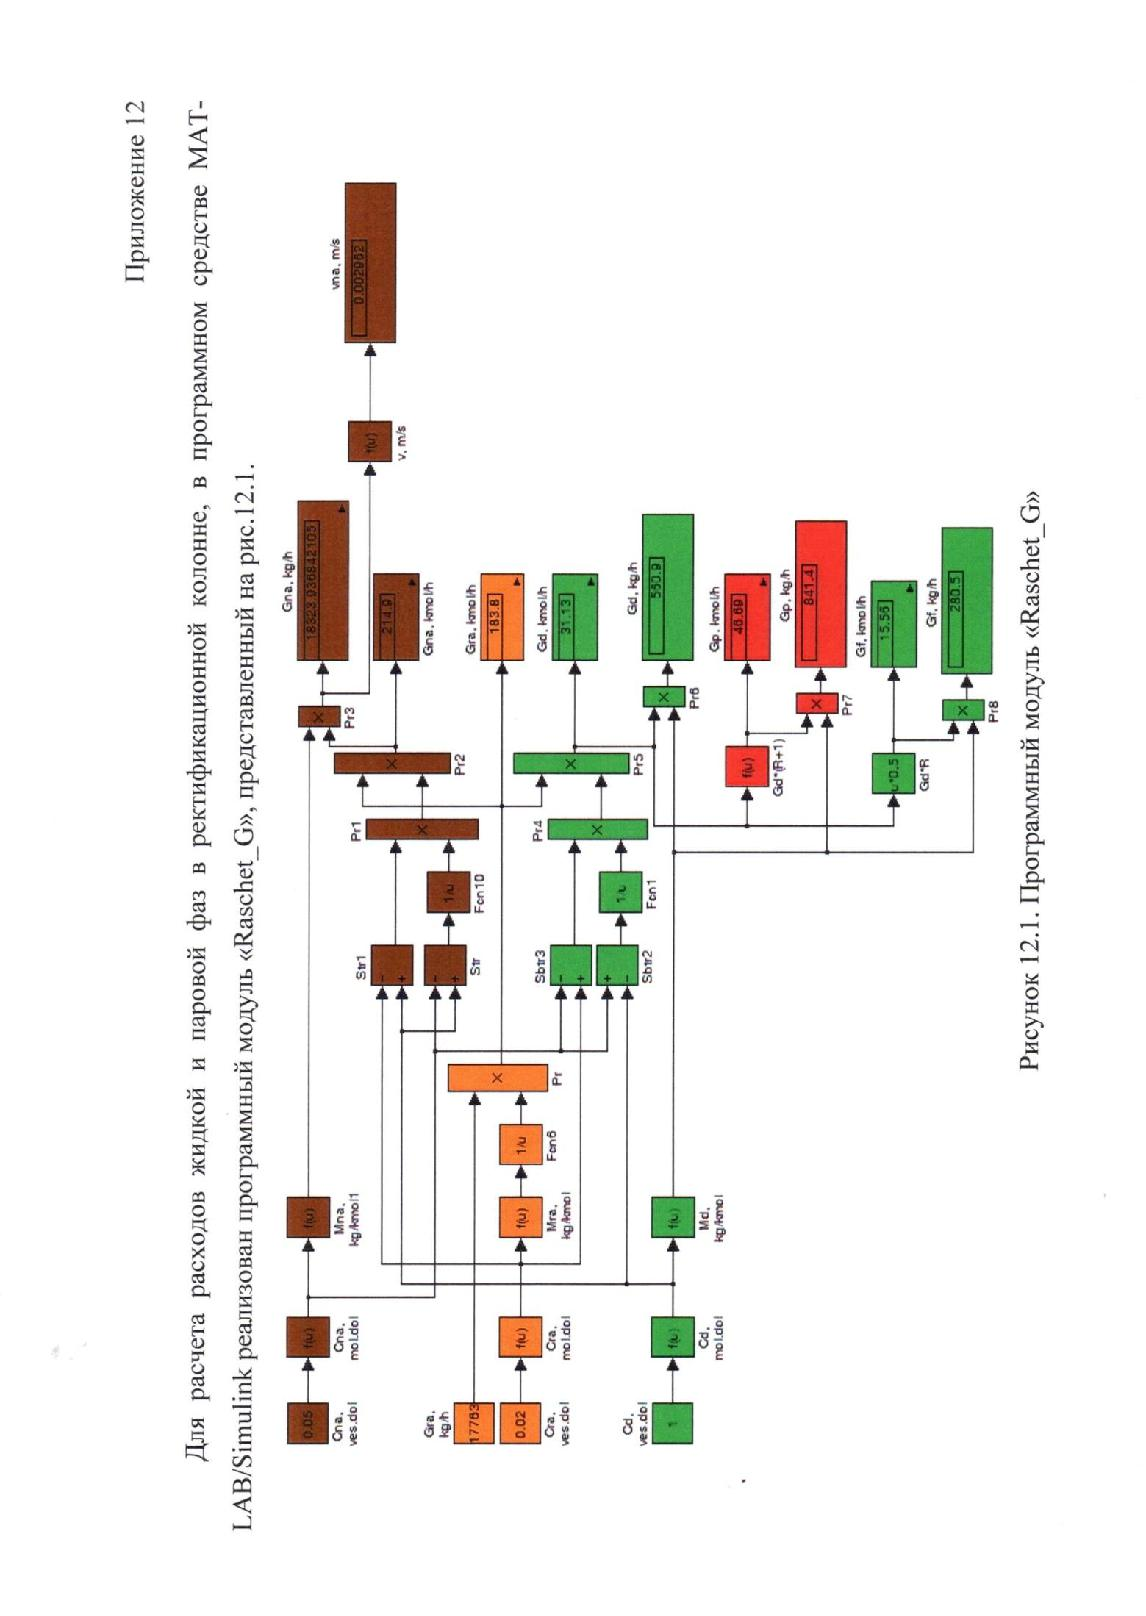 Приложение 12
Для расчета расходов жидкой и паровой фаз в ректификационной колонне, в программном средстве MAT-
LAB/Simulink реализован программный модуль «Raschet_G», представленный на рис.12.1.
0.05
Cna,
ves.dol
f(u)
Cna,
mol.dol
f(u)
Mna,
kg/kmol1
Gra,
kg/h
17763
0.02
Cra,
ves.dol
f(u)
Cra,
mol.dol
f(u)
Mra,
kg/kmol
1/u
Fcn6
×
Pr
Cd,
ves.dol
1
f(u)
Cd,
mol.dol
f(u)
Md,
kg/kmol
Str1
-
+
-
+
Str
1/u
Fcn10
Pr1
×
×
Pr2
×
Pr3
Sbtr3
-
+
+
-
Sbtr2
1/u
Fcn1
Pr4
×
×
Pr5
×
Pr6
f(u)
Gd*(R+1)
×
Pr7
u*0.5
Gd*R
×
Pr8
Gna, kg/h
18323.936842105
214.9
Gna, kmol/h
f(u)
v, m/s
vna, m/s
0.002962
Gra, kmol/h
183.8
Gd, kmol/h
31.13
Gd, kg/h
550.9
Gp, kmol/h
46.69
Gp, kg/h
841.4
Gf, kmol/h
15.56
Gf, kg/h
280.5
Рисунок 12.1. Программный модуль «Raschet_G»